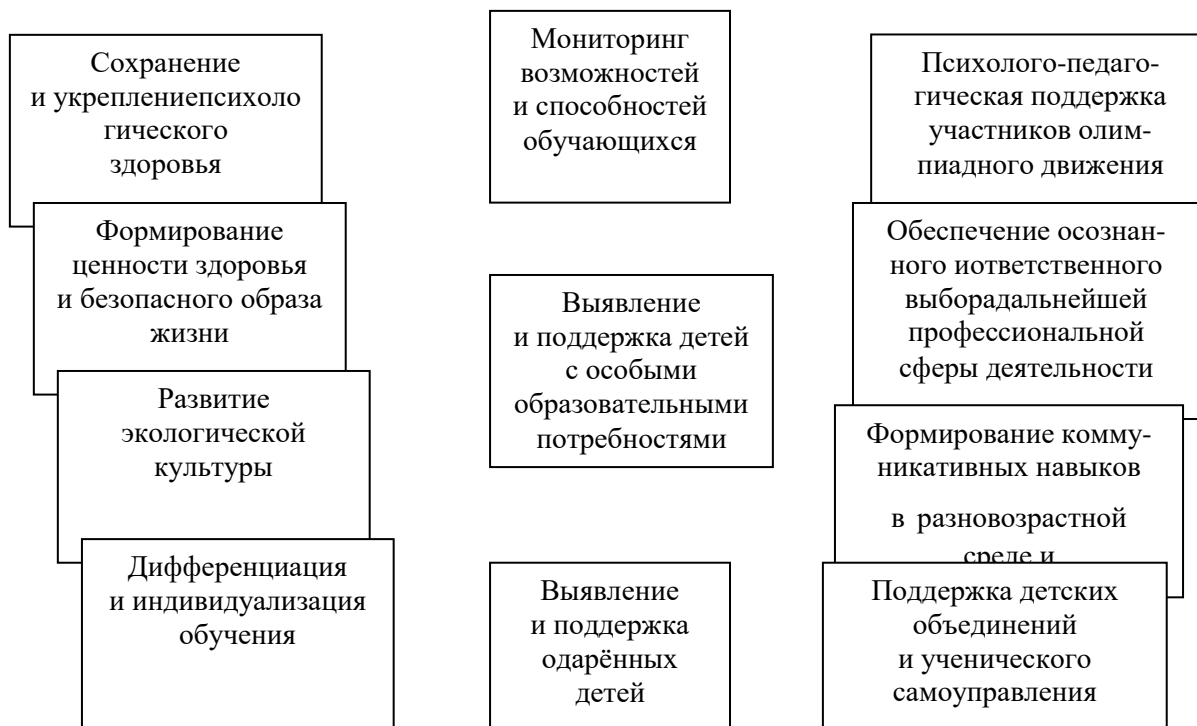 Сохранение
и укреплениепсихоло
гического
здоровья
Формирование
ценности здоровья
и безопасного образа
жизни
Развитие
экологической
культуры
Дифференциация
и индивидуализация
обучения
Мониторинг
возможностей
и способностей
обучающихся
Выявление
и поддержка детей
с особыми
образовательными
потребностями
Выявление
и поддержка
одарённых
детей
Психолого-педаго-
гическая поддержка
участников олим-
пиадного движения
Обеспечение осознан-
ного иответственного
выборадальнейшей
профессиональной
сферы деятельности
Формирование комму-
никативных навыков
в разновозрастной
среде и
Поддержка детских
объединений
и ученического
самоуправления